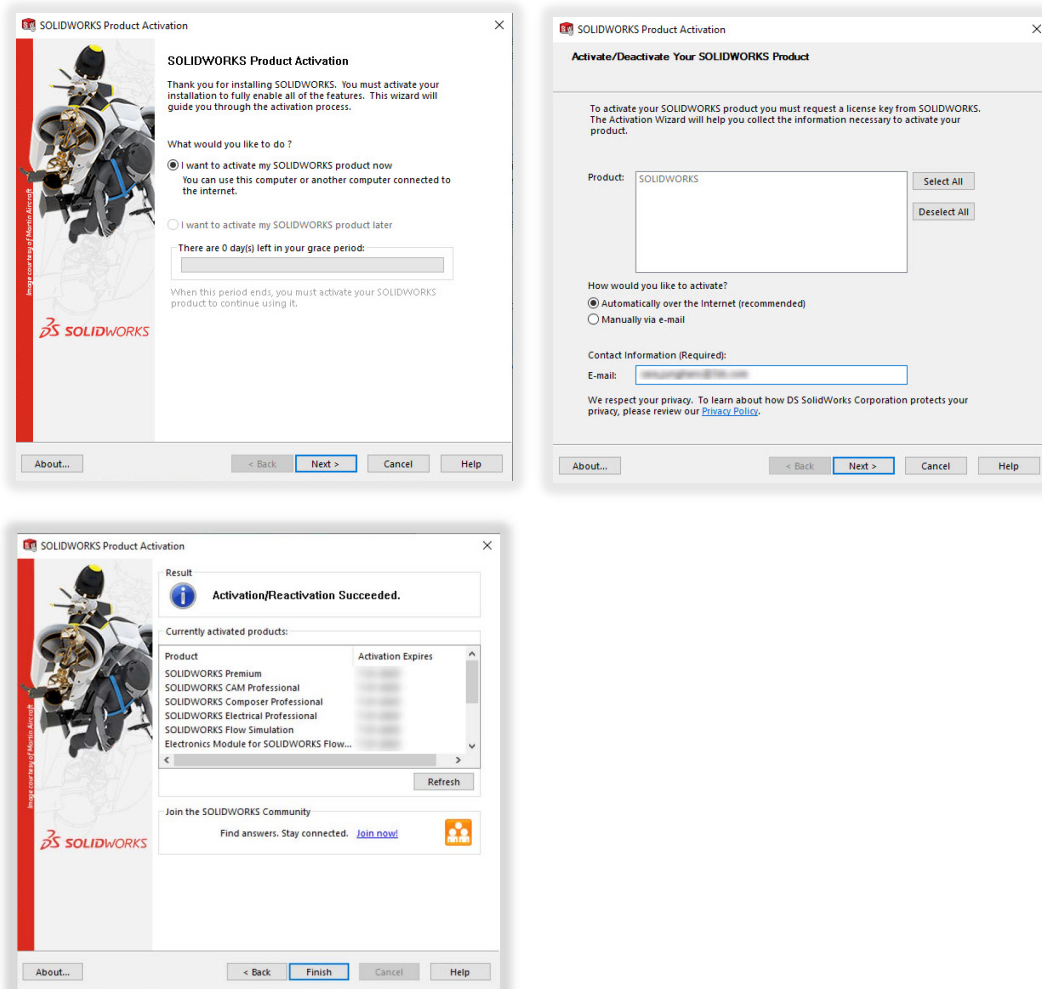 SOLIDWORKS Product Activation
SOLIDWORKS Product Activation
Thank you for installing SOLIDWORKS. You must activate your
installation to fully enable all of the features. This wizard will
guide you through the activation process.
What would you like to do ?
I want to activate my SOLIDWORKS product now
You can use this computer or another computer connected to
the internet.
I want to activate my SOLIDWORKS product later
There are 0 day(s) left in your grace period:
When this period ends, you must activate your SOLIDWORKS
product to continue using it.
Image courtesy of Martin Aircraft
SOLIDWORKS
About...
< Back
Next >
Cancel
Help
SOLIDWORKS Product Activation
Activate/Deactivate Your SOLIDWORKS Product
To activate your SOLIDWORKS product you must request a license key from SOLIDWORKS.
The Activation Wizard will help you collect the information necessary to activate your
product.
Product:
SOLIDWORKS
Select All
Deselect All
How would you like to activate?
Automatically over the Internet (recommended)
Manually via e-mail
Contact Information (Required):
E-mail:
We respect your privacy. To learn about how DS SolidWorks Corporation protects your
privacy, please review our Privacy Policy.
About...
< Back
Next >
Cancel
Help
SOLIDWORKS Product Activation
Result
Activation/Reactivation Succeeded.
Currently activated products:
Product Activation Expires
SOLIDWORKS Premium
SOLIDWORKS CAM Professional
SOLIDWORKS Composer Professional
SOLIDWORKS Electrical Professional
SOLIDWORKS Flow Simulation
Electronics Module for SOLIDWORKS Flow...
Refresh
Join the SOLIDWORKS Community
Find answers. Stay connected. Join now!
Image courtesy of Martin Aircraft
SOLIDWORKS
About...
< Back
Finish
Cancel
Help